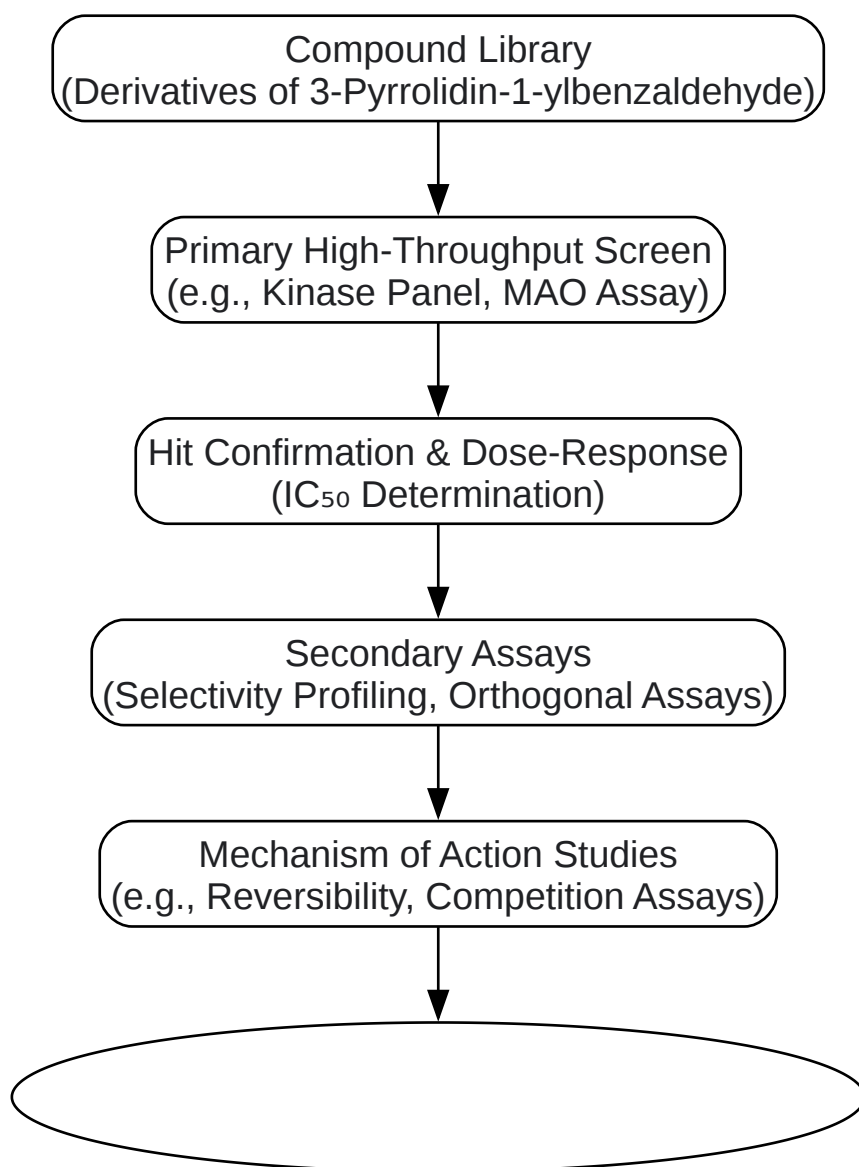 Compound Library
(Derivatives of 3-Pyrrolidin-1-ylbenzaldehyde)
Primary High-Throughput Screen
(e.g., Kinase Panel, MAO Assay)
Hit Confirmation & Dose-Response
(IC₅₀ Determination)
Secondary Assays
(Selectivity Profiling, Orthogonal Assays)
Mechanism of Action Studies
(e.g., Reversibility, Competition Assays)